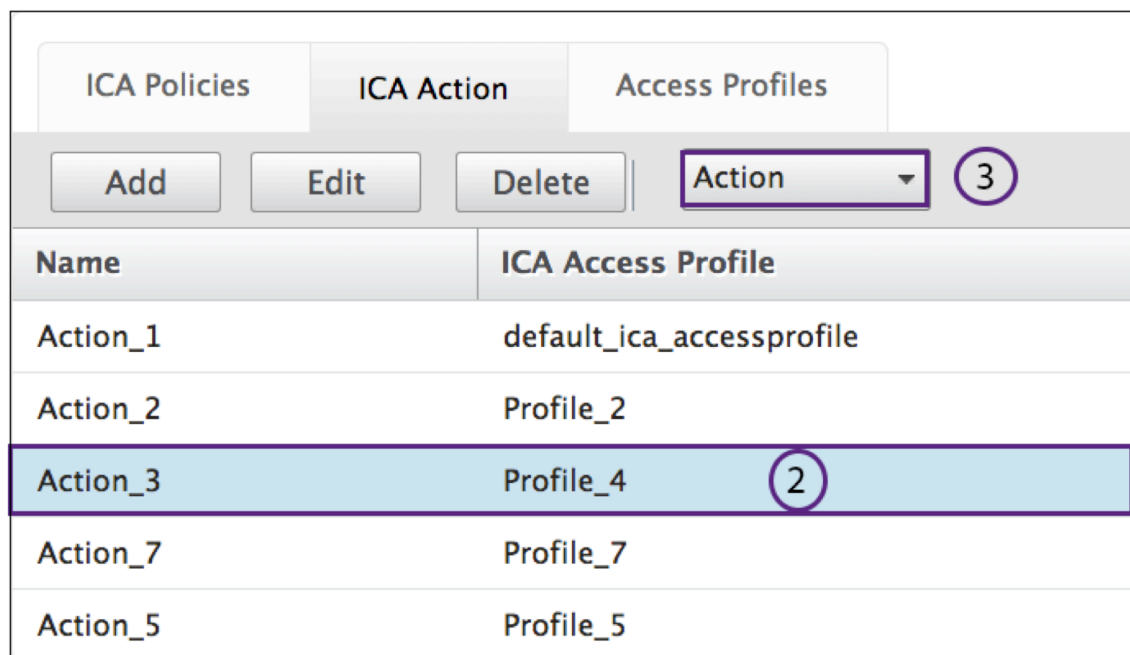 ICA Policies ICA Action Access Profiles
Add Edit Delete Action 3
Name ICA Access Profile
Action_1 default_ica_accessprofile
Action_2 Profile_2
Action_3 Profile_4 2
Action_7 Profile_7
Action_5 Profile_5